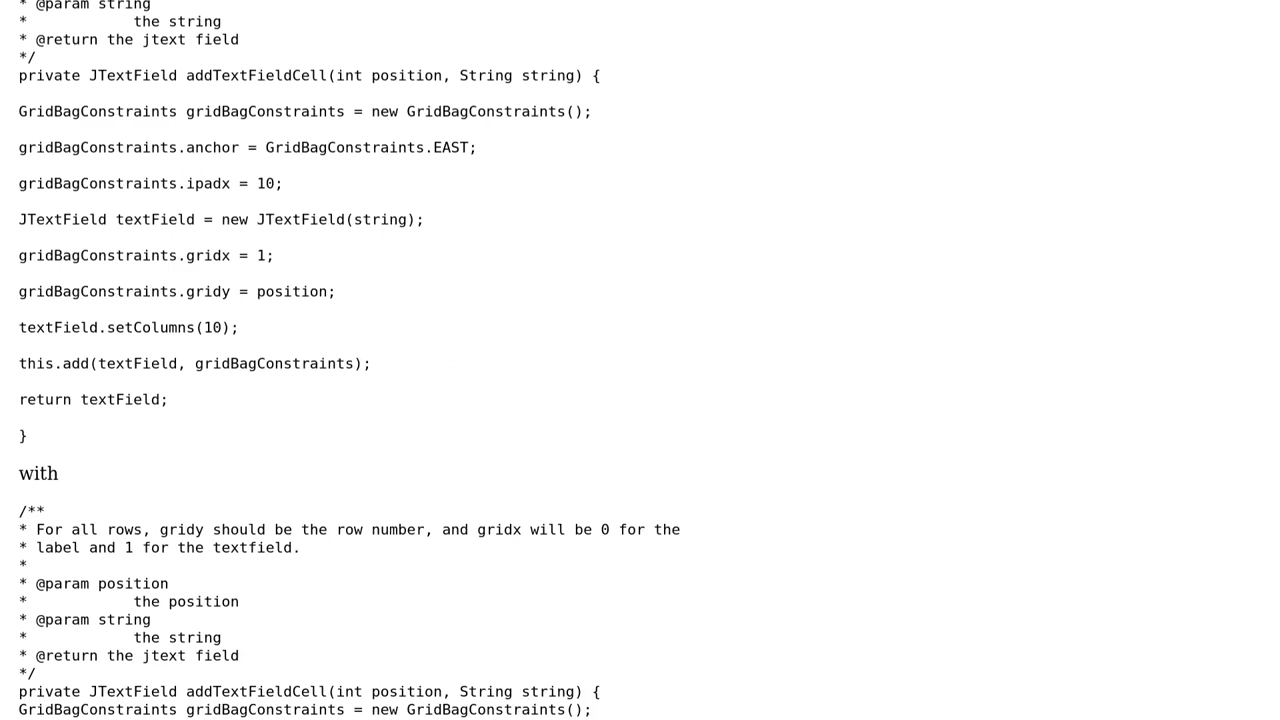 * @param string
*            the string
* @return the jtext field
*/
private JTextField addTextFieldCell(int position, String string) {
GridBagConstraints gridBagConstraints = new GridBagConstraints();
gridBagConstraints.anchor = GridBagConstraints.EAST;
gridBagConstraints.ipadx = 10;
JTextField textField = new JTextField(string);
gridBagConstraints.gridx = 1;
gridBagConstraints.gridy = position;
textField.setColumns(10);
this.add(textField, gridBagConstraints);
return textField;
}
with
/**
* For all rows, gridy should be the row number, and gridx will be 0 for the
* label and 1 for the textfield.
*
* @param position
*            the position
* @param string
*            the string
* @return the jtext field
*/
private JTextField addTextFieldCell(int position, String string) {
GridBagConstraints gridBagConstraints = new GridBagConstraints();